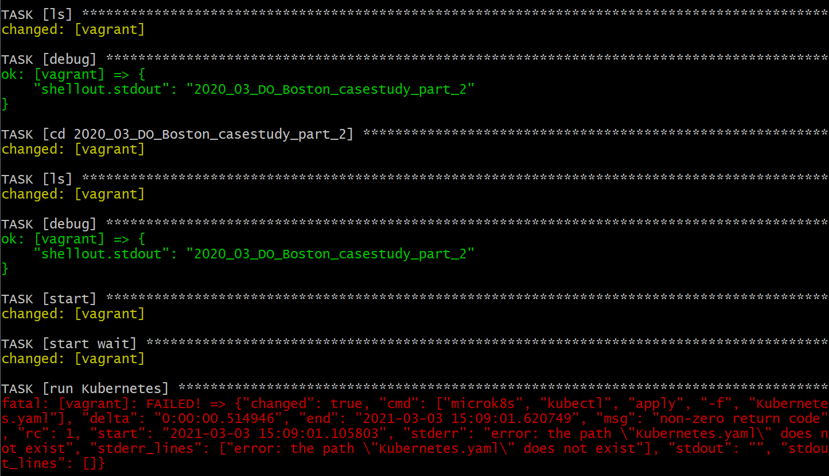 TASK [ls] ************************************************************************************************
changed: [vagrant]
TASK [debug] *********************************************************************************************
ok: [vagrant] => {
"shellout.stdout": "2020_03_DO_Boston_casestudy_part_2"
}
TASK [cd 2020_03_DO_Boston_casestudy_part_2] *************************************************************
changed: [vagrant]
TASK [ls] ************************************************************************************************
changed: [vagrant]
TASK [debug] *********************************************************************************************
ok: [vagrant] => {
"shellout.stdout": "2020_03_DO_Boston_casestudy_part_2"
}
TASK [start] *********************************************************************************************
changed: [vagrant]
TASK [start wait] ****************************************************************************************
changed: [vagrant]
TASK [run Kubernetes] ************************************************************************************
fatal: [vagrant]: FAILED! => {"changed": true, "cmd": ["microk8s", "kubectl", "apply", "-f", "Kubernete
s.yaml"], "delta": "0:00:00.514946", "end": "2021-03-03 15:09:01.620749", "msg": "non-zero return code"
, "rc": 1, "start": "2021-03-03 15:09:01.105803", "stderr": "error: the path \"Kubernetes.yaml\" does n
ot exist", "stderr_lines": ["error: the path \"Kubernetes.yaml\" does not exist"], "stdout": "", "stdou
t_lines": []}